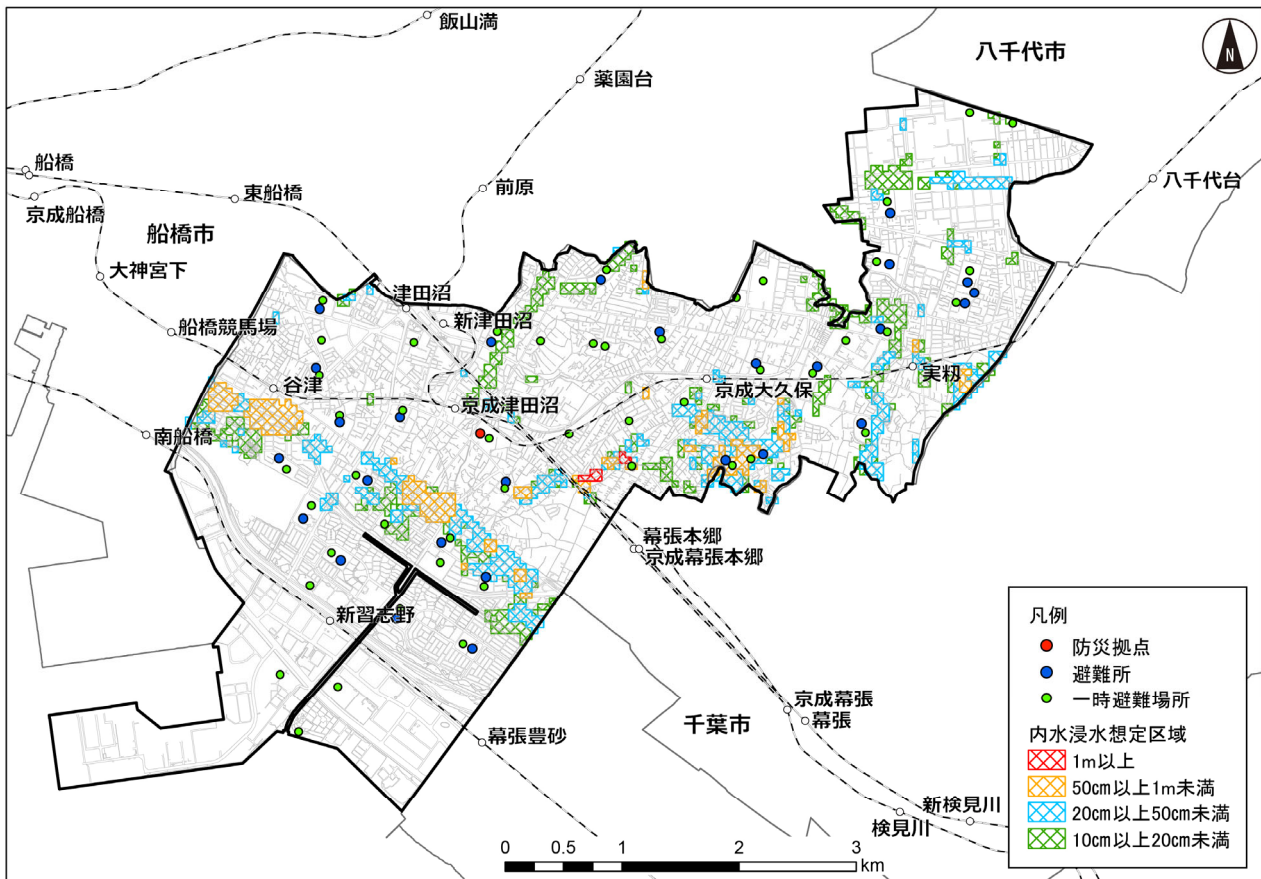 飯山満
八千代市
N
薬園台
船橋
東船橋
前原
八千代台
京成船橋
船橋市
大神宮下
津田沼
新津田沼
船橋競馬場
谷津
京成大久保
実籾
京成津田沼
南船橋
幕張本郷
京成幕張本郷
新習志野
京成幕張
幕張
千葉市
幕張豊砂
新検見川
検見川
凡例
防災拠点
避難所
一時避難場所
内水浸水想定区域
1m以上
50cm以上1m未満
20cm以上50cm未満
10cm以上20cm未満
0 0.5 1 2 3
km